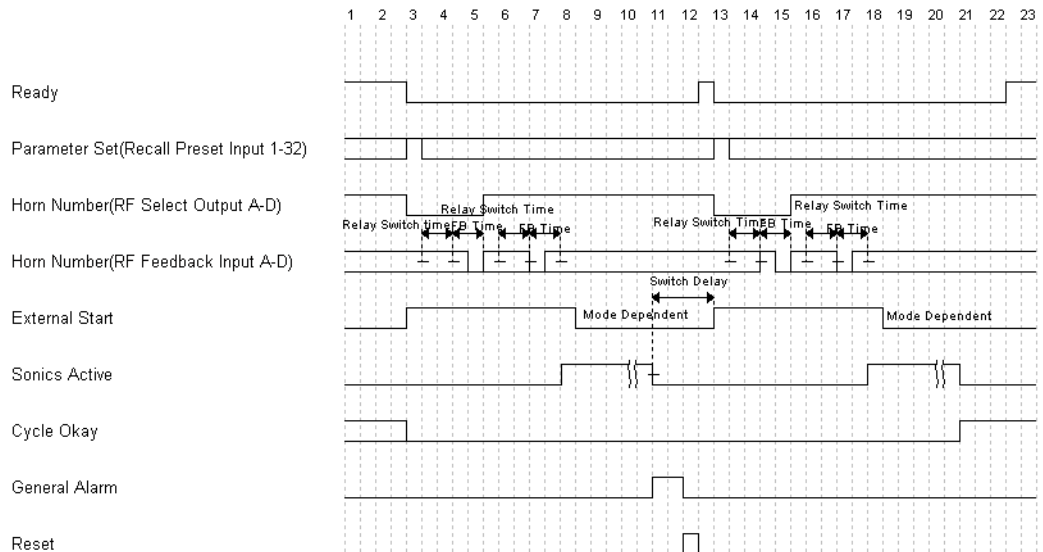 1 2 3 4 5 6 7 8 9 10 11 12 13 14 15 16 17 18 19 20 21 22 23
Ready
Parameter Set(Recall Preset Input 1-32)
Horn Number(RF Select Output A-D)
Relay Switch Time
Relay Switch Time
Relay Switch time
FB Time
FB Time
Relay Switch Time
FB Time
FB Time
Horn Number(RF Feedback Input A-D)
Switch Delay
External Start
Mode Dependent
Mode Dependent
Sonics Active
Cycle Okay
General Alarm
Reset